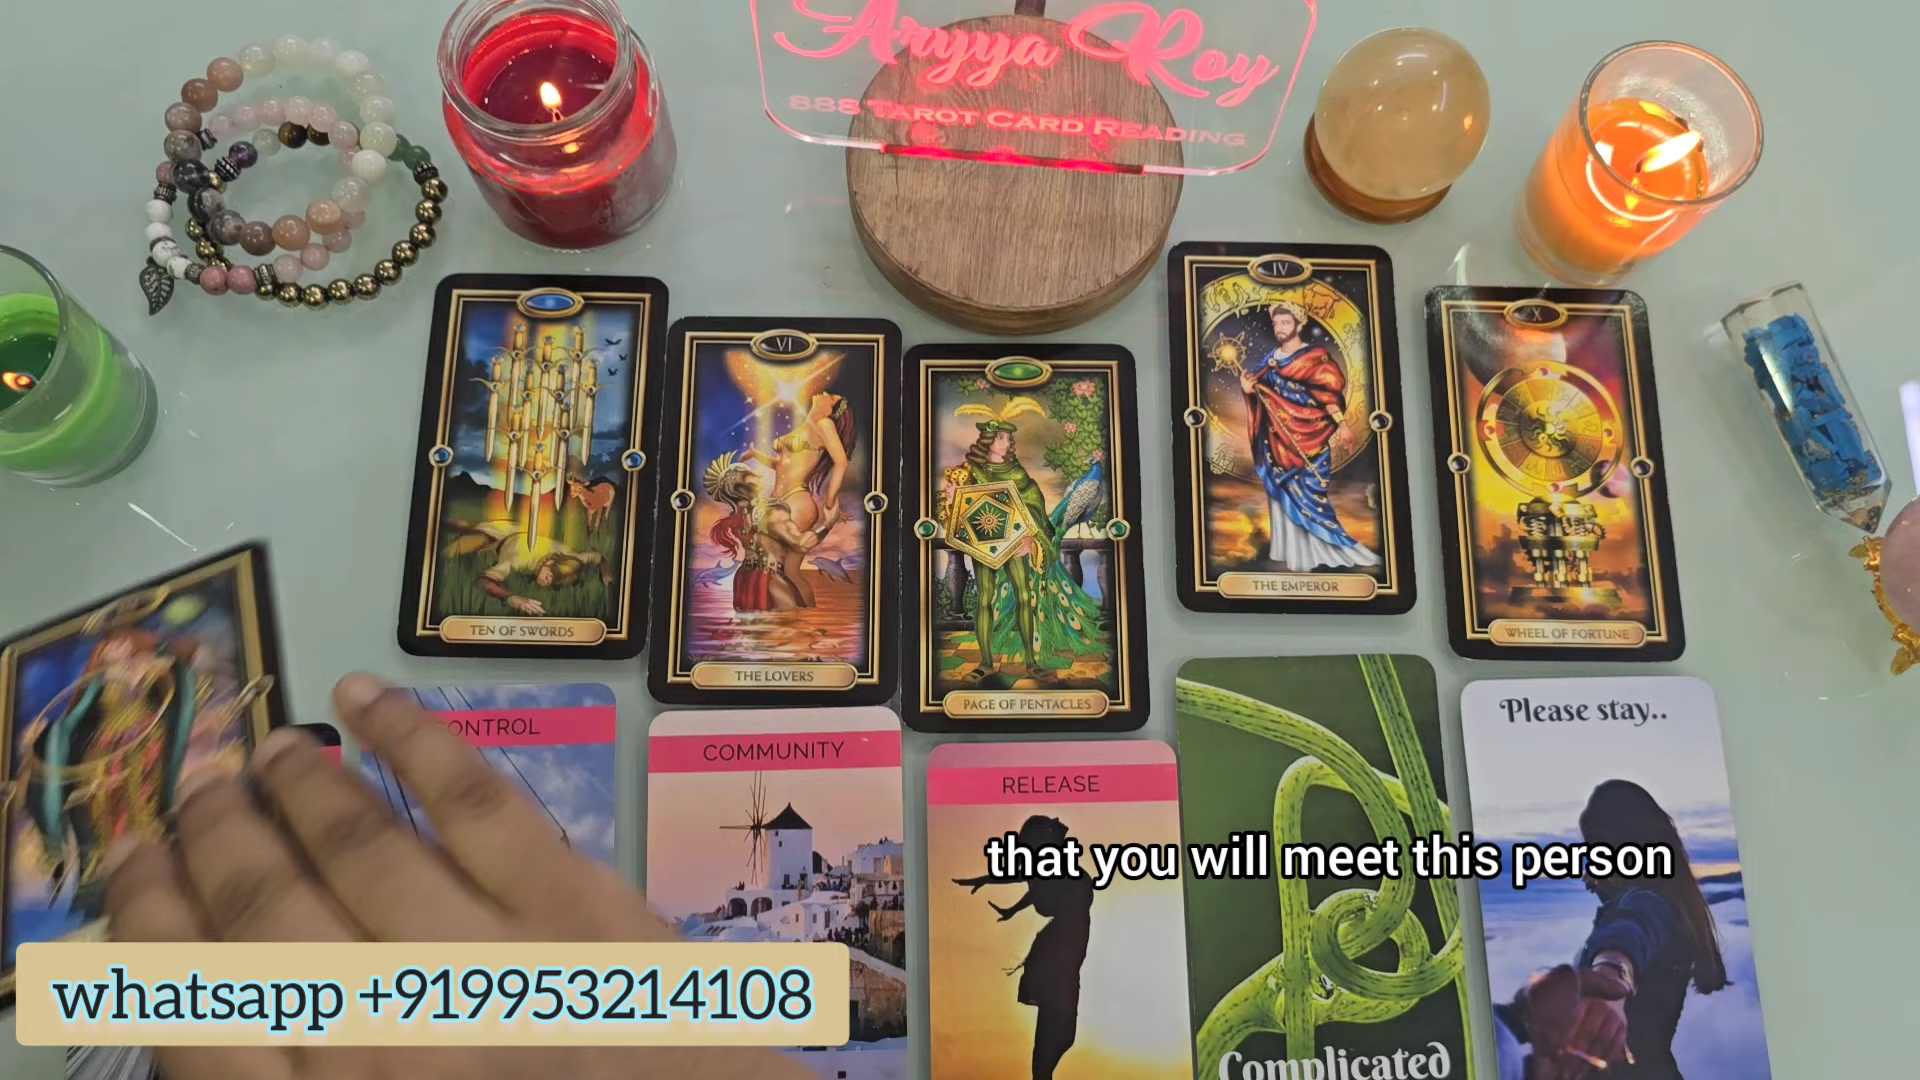 Aryya Roy
888 TAROT CARD READING
IV
X
VI
THE EMPEROR
TEN OF SWORDS
WHEEL OF FORTUNE
THE LOVERS
PAGE OF PENTACLES
CONTROL
COMMUNITY
RELEASE
Please stay..
that you will meet this person
whatsapp +919953214108
Complicated